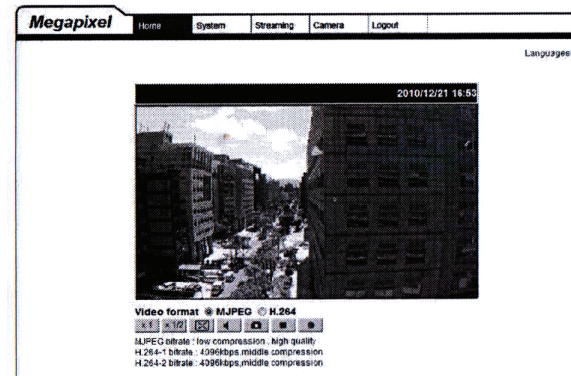 Megapixel Home System Streaming Camera Logout
Languages
2010/12/21 16:53
Video format MJPEG H.264
x1 x1/2
MJPEG bitrate : low compression , high quality
H.264-1 bitrate : 4096kbps,middle compression
H.264-2 bitrate : 4096kbps,middle compression